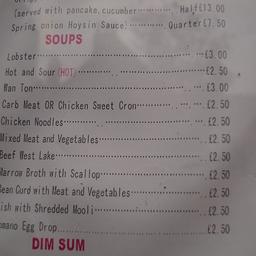 (served with pancake, cucumber ............ Half£13.00
Spring onion Hoysin Sauce) ............ Quarter£7.50
SOUPS
Lobster ............ £3.00
Hot and Sour (HOT) ............ £2.50
Wan Ton ............ £3.00
Carb Meat OR Chicken Sweet Cron ............ £2.50
Chicken Noodles ............ £2.50
Mixed Meat and Vegetables ............ £2.50
Beef West Lake ............ £2.50
Marrow Broth with Scallop ............ £2.50
Bean Curd with Meat and Vegetables ............ £2.50
ish with Shredded Mooli ............ £2.50
omano Egg Drop ............ £2.50
DIM SUM